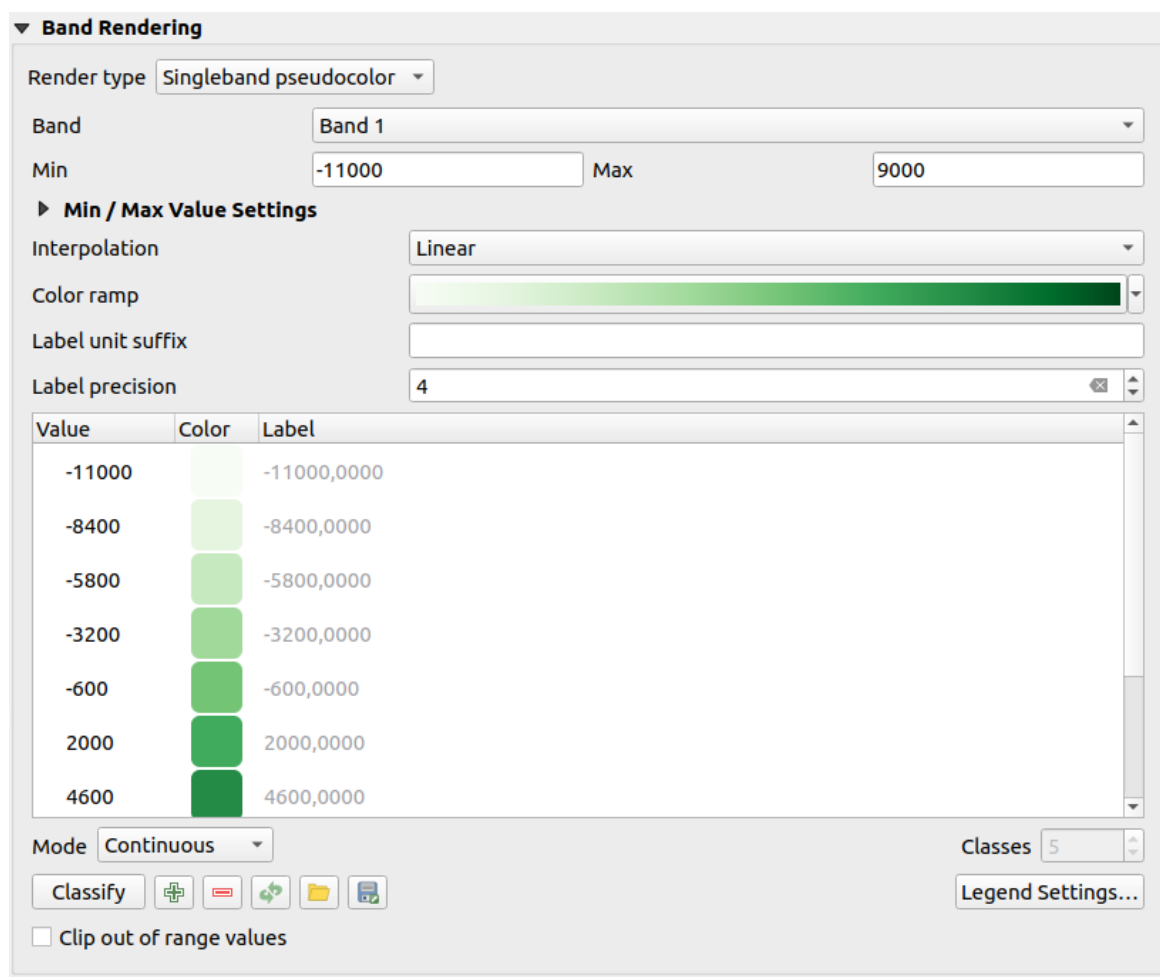 Band Rendering
Render type Singleband pseudocolor
Band Band 1
Min -11000 Max 9000
Min / Max Value Settings
Interpolation Linear
Color ramp
Label unit suffix
Label precision 4
Value Color Label
-11000 -11000,0000
-8400 -8400,0000
-5800 -5800,0000
-3200 -3200,0000
-600 -600,0000
2000 2000,0000
4600 4600,0000
Mode Continuous Classes 5
Classify Legend Settings...
Clip out of range values